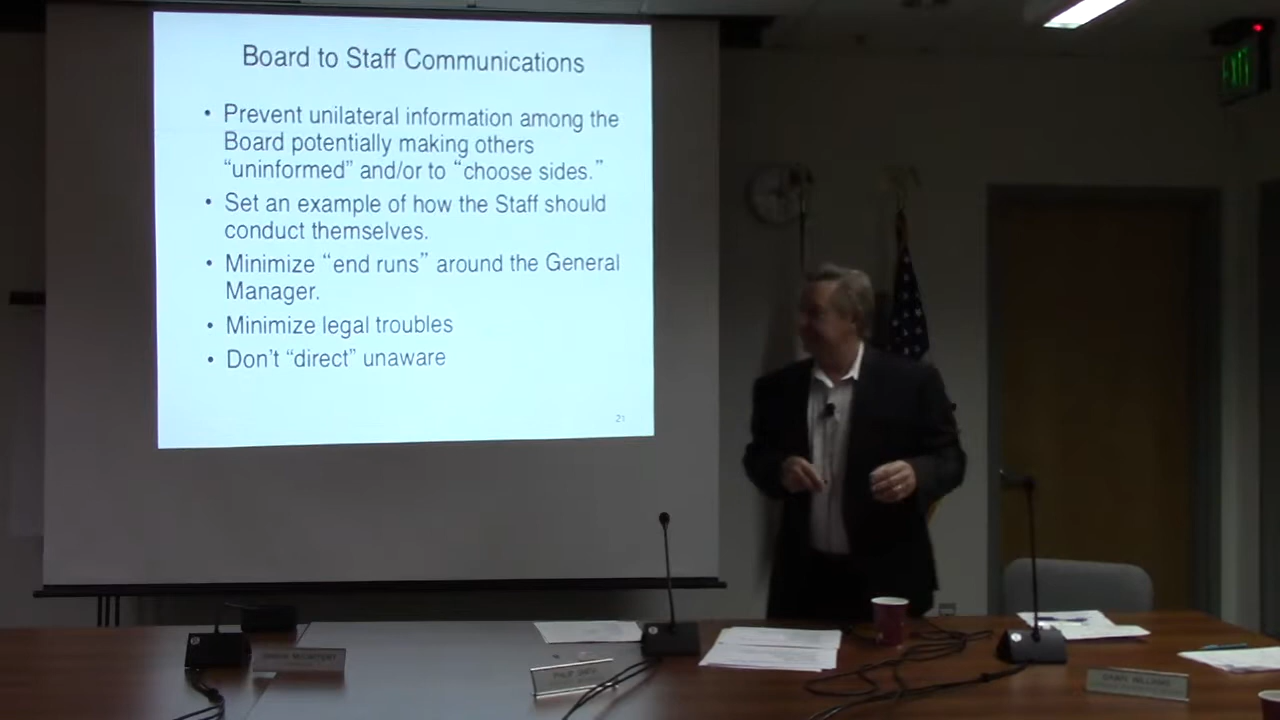 Board to Staff Communications
• Prevent unilateral information among the
Board potentially making others
“uninformed” and/or to “choose sides.”
• Set an example of how the Staff should
conduct themselves.
• Minimize “end runs” around the General
Manager.
• Minimize legal troubles
• Don’t “direct” unaware
21
EXIT